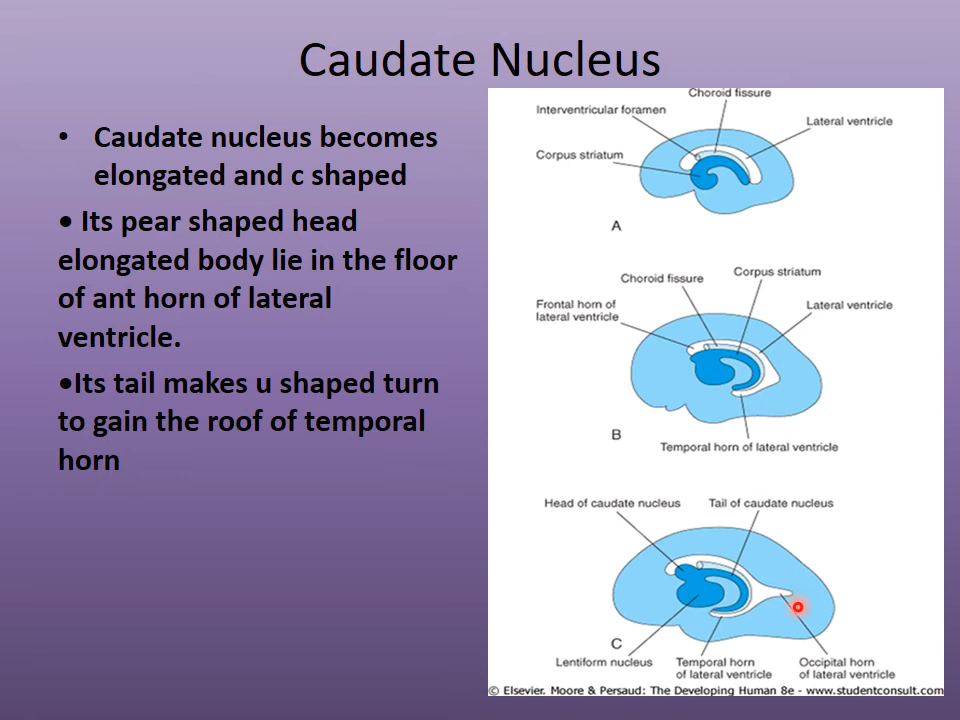 Caudate Nucleus
• Caudate nucleus becomes
elongated and c shaped
• Its pear shaped head
elongated body lie in the floor
of ant horn of lateral
ventricle.
•Its tail makes u shaped turn
to gain the roof of temporal
horn
Choroid fissure
Interventricular foramen
Lateral ventricle
Corpus striatum
A
Choroid fissure
Corpus striatum
Frontal horn of
lateral ventricle
Lateral ventricle
B
Temporal horn of lateral ventricle
Head of caudate nucleus
Tail of caudate nucleus
C
Lentiform nucleus
Temporal horn
of lateral ventricle
Occipital horn
of lateral ventricle
© Elsevier. Moore & Persaud: The Developing Human 8e - www.studentconsult.com